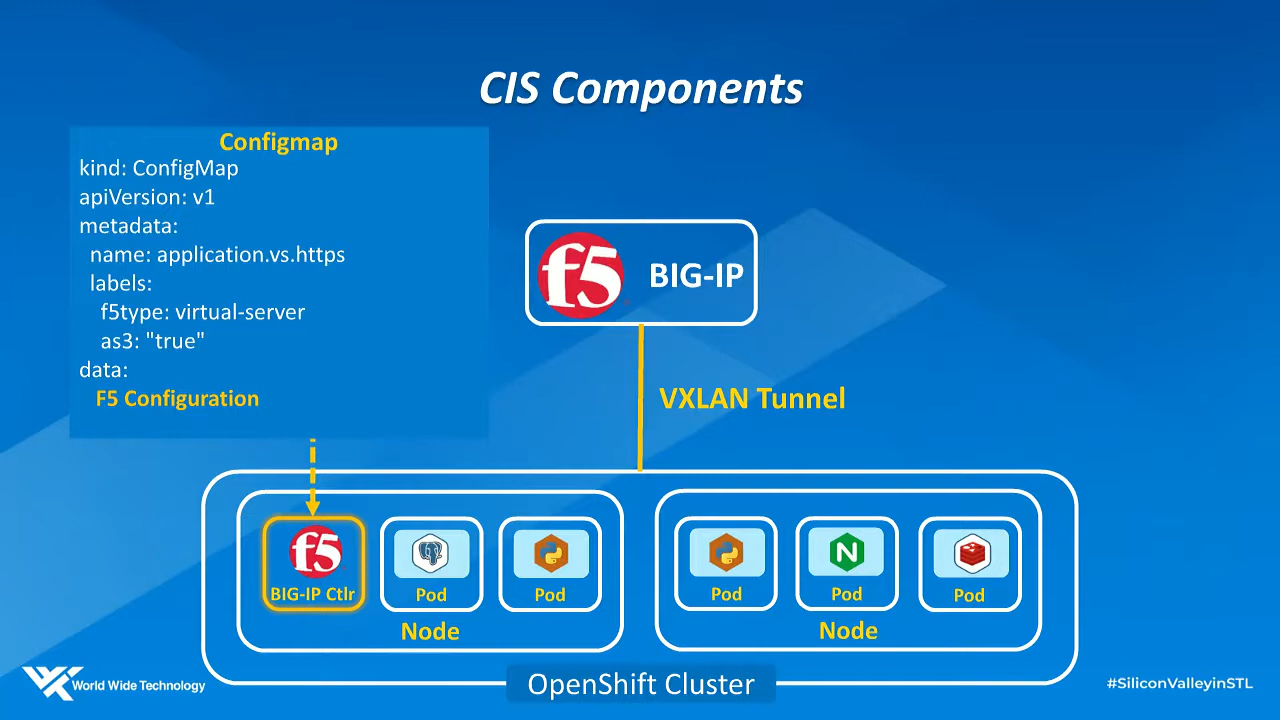 CIS Components
Configmap
kind: ConfigMap
apiVersion: v1
metadata:
name: application.vs.https
labels:
f5type: virtual-server
as3: "true"
data:
F5 Configuration
f5 BIG-IP
VXLAN Tunnel
f5
BIG-IP Ctlr
Pod
Pod
Node
Pod
N
Pod
Pod
Node
World Wide Technology
OpenShift Cluster
#SiliconValleyinSTL